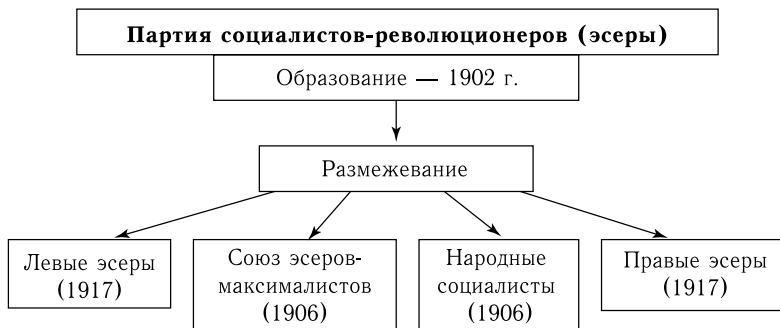 Партия социалистов-революционеров (эсеры)
Образование — 1902 г.
Размежевание
Левые эсеры
(1917)
Союз эсеров-
максималистов
(1906)
Народные
социалисты
(1906)
Правые эсеры
(1917)